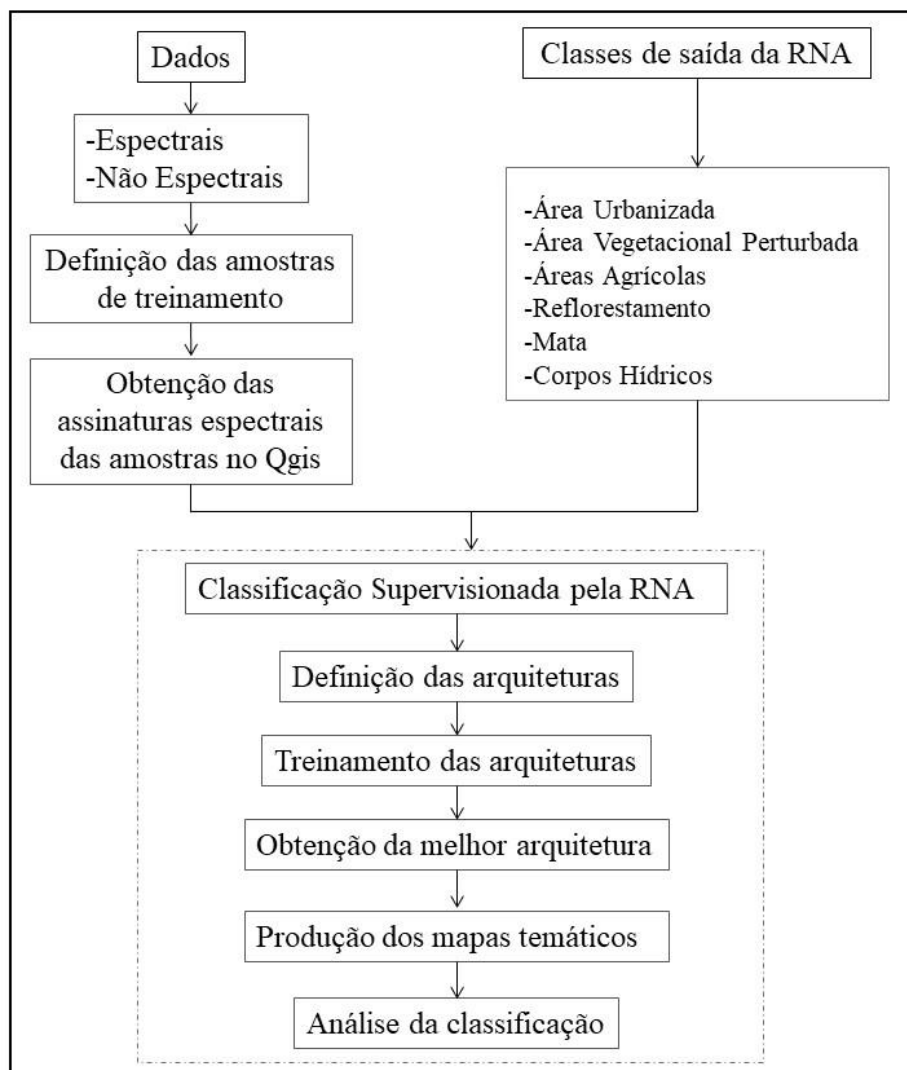 Dados
-Espectrais
-Não Espectrais
Definição das amostras
de treinamento
Obtenção das
assinaturas espectrais
das amostras no Qgis
Classes de saída da RNA
-Área Urbanizada
-Área Vegetacional Perturbada
-Áreas Agrícolas
-Reflorestamento
-Mata
-Corpos Hídricos
Classificação Supervisionada pela RNA
Definição das arquiteturas
Treinamento das arquiteturas
Obtenção da melhor arquitetura
Produção dos mapas temáticos
Análise da classificação